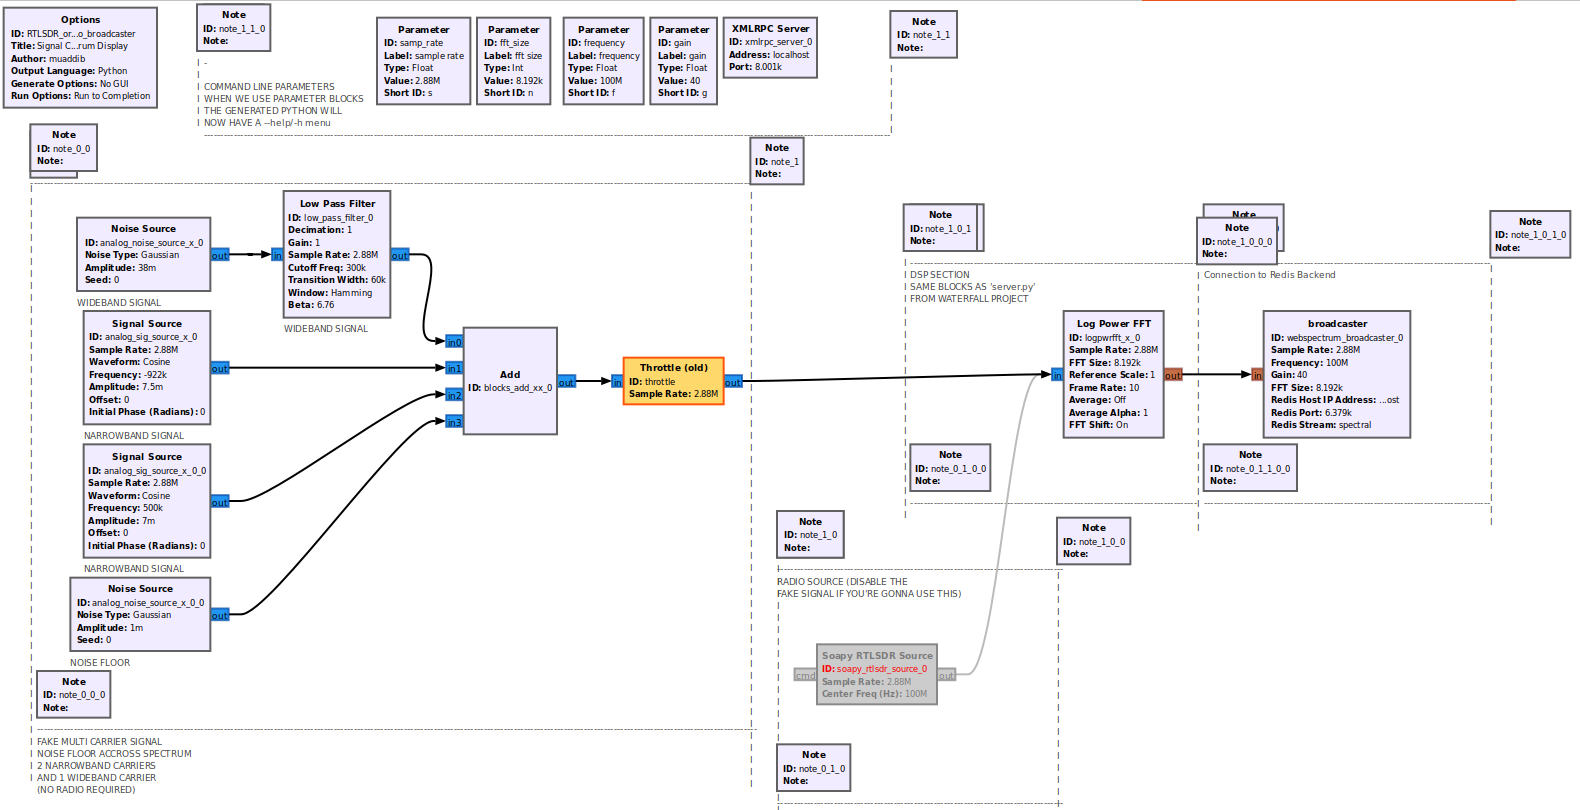 Options
ID: RTLSDR_or...o_broadcaster
Title: Signal C...rum Display
Author: muaddib
Output Language: Python
Generate Options: No GUI
Run Options: Run to Completion
Note
ID: note_1_1_0
Note:
-
COMMAND LINE PARAMETERS
WHEN WE USE PARAMETER BLOCKS
THE GENERATED PYTHON WILL
NOW HAVE A --help/-h menu
Parameter
ID: samp_rate
Label: sample rate
Type: Float
Value: 2.88M
Short ID: s
Parameter
ID: fft_size
Label: fft size
Type: Int
Value: 8.192k
Short ID: n
Parameter
ID: frequency
Label: frequency
Type: Float
Value: 100M
Short ID: f
Parameter
ID: gain
Label: gain
Type: Float
Value: 40
Short ID: g
XMLRPC Server
ID: xmlrpc_server_0
Address: localhost
Port: 8.001k
Note
ID: note_1_1
Note:
Note
ID: note_0_0
Note:
Note
ID: note_1
Note:
Noise Source
ID: analog_noise_source_x_0
Noise Type: Gaussian
Amplitude: 38m
Seed: 0
out
WIDEBAND SIGNAL
in
Low Pass Filter
ID: low_pass_filter_0
Decimation: 1
Gain: 1
Sample Rate: 2.88M
Cutoff Freq: 300k
Transition Width: 60k
Window: Hamming
Beta: 6.76
out
WIDEBAND SIGNAL
Signal Source
ID: analog_sig_source_x_0
Sample Rate: 2.88M
Waveform: Cosine
Frequency: -922k
Amplitude: 7.5m
Offset: 0
Initial Phase (Radians): 0
out
NARROWBAND SIGNAL
Signal Source
ID: analog_sig_source_x_0_0
Sample Rate: 2.88M
Waveform: Cosine
Frequency: 500k
Amplitude: 7m
Offset: 0
Initial Phase (Radians): 0
out
NARROWBAND SIGNAL
Noise Source
ID: analog_noise_source_x_0_0
Noise Type: Gaussian
Amplitude: 1m
Seed: 0
out
NOISE FLOOR
Note
ID: note_0_0_0
Note:
FAKE MULTI CARRIER SIGNAL
NOISE FLOOR ACCROSS SPECTRUM
2 NARROWBAND CARRIERS
AND 1 WIDEBAND CARRIER
(NO RADIO REQUIRED)
in0
in1
in2
in3
Add
ID: blocks_add_xx_0
out
in
Throttle (old)
ID: throttle
Sample Rate: 2.88M
out
Note
ID: note_1_0_1
Note:
DSP SECTION
SAME BLOCKS AS 'server.py'
FROM WATERFALL PROJECT
in
Log Power FFT
ID: logpwrfft_x_0
Sample Rate: 2.88M
FFT Size: 8.192k
Reference Scale: 1
Frame Rate: 10
Average: Off
Average Alpha: 1
FFT Shift: On
out
Note
ID: note_0_1_0_0
Note:
Note
Note
ID: note_1_0_0_0
Note:
Note
ID: note_1_0_1_0
Note:
Connection to Redis Backend
in
broadcaster
ID: webspectrum_broadcaster_0
Sample Rate: 2.88M
Frequency: 100M
Gain: 40
FFT Size: 8.192k
Redis Host IP Address: ...ost
Redis Port: 6.379k
Redis Stream: spectral
Note
ID: note_0_1_1_0_0
Note:
Note
ID: note_1_0
Note:
Note
ID: note_1_0_0
Note:
RADIO SOURCE (DISABLE THE
FAKE SIGNAL IF YOU'RE GONNA USE THIS)
cmd
Soapy RTLSDR Source
ID: soapy_rtlsdr_source_0
Sample Rate: 2.88M
Center Freq (Hz): 100M
out
Note
ID: note_0_1_0
Note: